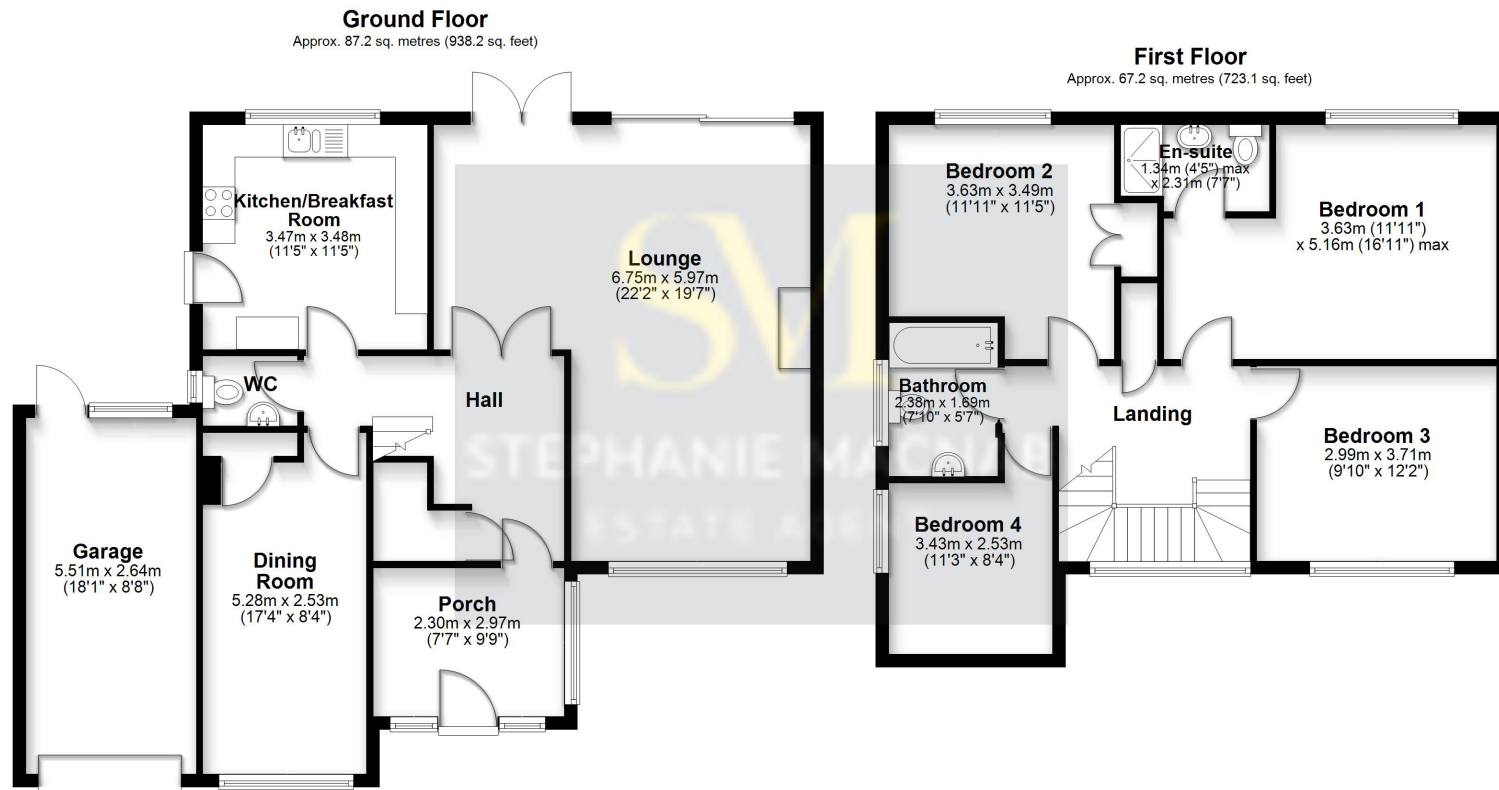 Ground Floor
Approx. 87.2 sq. metres (938.2 sq. feet)
Kitchen/Breakfast
Room
3.47m x 3.48m
(11'5" x 11'5")
Lounge
6.75m x 5.97m
(22'2" x 19'7")
WC
Hall
Garage
5.51m x 2.64m
(18'1" x 8'8")
Dining
Room
5.28m x 2.53m
(17'4" x 8'4")
Porch
2.30m x 2.97m
(7'7" x 9'9")
First Floor
Approx. 67.2 sq. metres (723.1 sq. feet)
Bedroom 2
3.63m x 3.49m
(11'11" x 11'5")
En-suite
1.34m (4'5") max
x 2.31m (7'7")
Bedroom 1
3.63m (11'11")
x 5.16m (16'11") max
Bathroom
2.38m x 1.69m
(7'10" x 5'7")
Landing
Bedroom 3
2.99m x 3.71m
(9'10" x 12'2")
Bedroom 4
3.43m x 2.53m
(11'3" x 8'4")
SM
STEPHANIE MACNAB
ESTATE